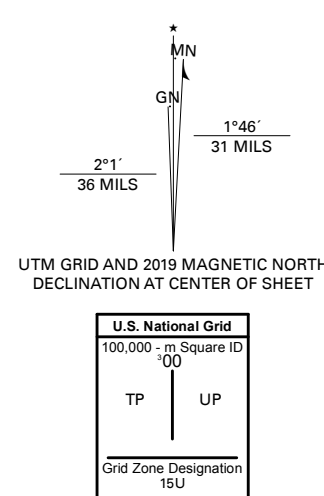 ★
MN
GN
1°46´
31 MILS
2°1´
36 MILS
UTM GRID AND 2019 MAGNETIC NORTH
DECLINATION AT CENTER OF SHEET
U.S. National Grid
100,000 - m Square ID
³00
TP UP
Grid Zone Designation
15U